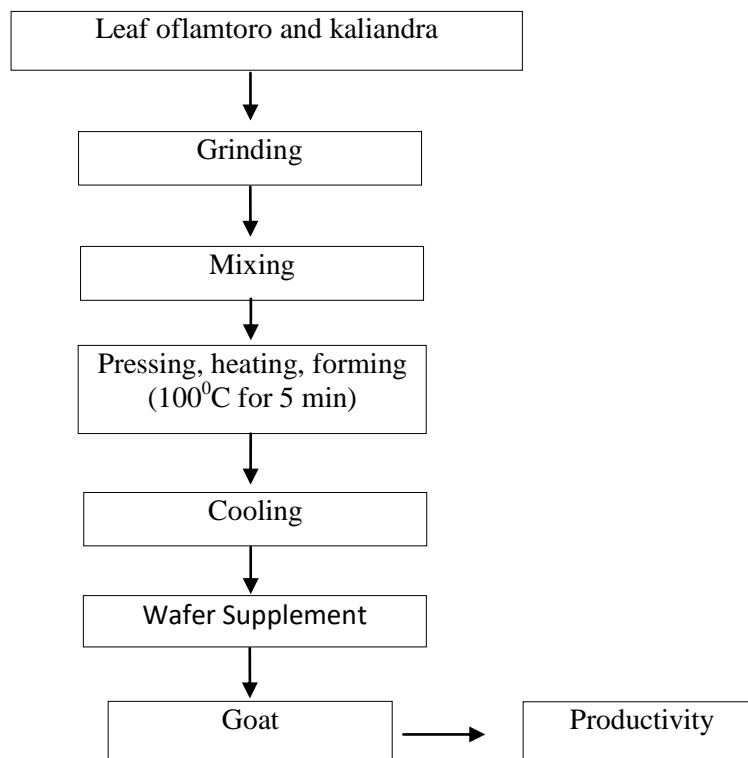 Leaf oflamtoro and kaliandra
Grinding
Mixing
Pressing, heating, forming
(100⁰C for 5 min)
Cooling
Wafer Supplement
Goat
Productivity